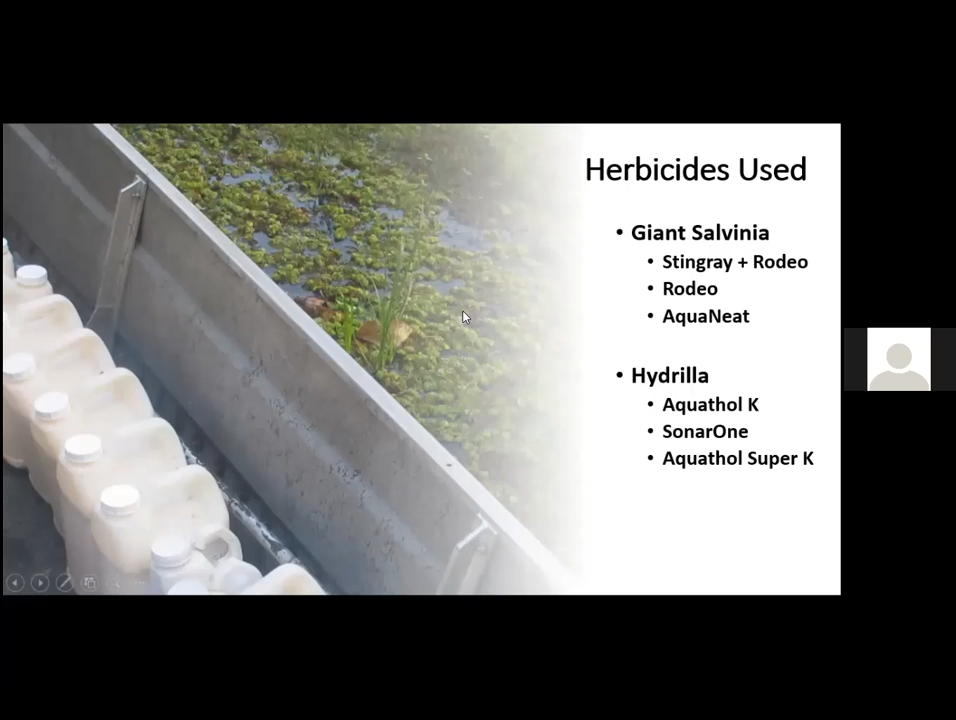 Herbicides Used
• Giant Salvinia
• Stingray + Rodeo
• Rodeo
• AquaNeat
• Hydrilla
• Aquathol K
• SonarOne
• Aquathol Super K